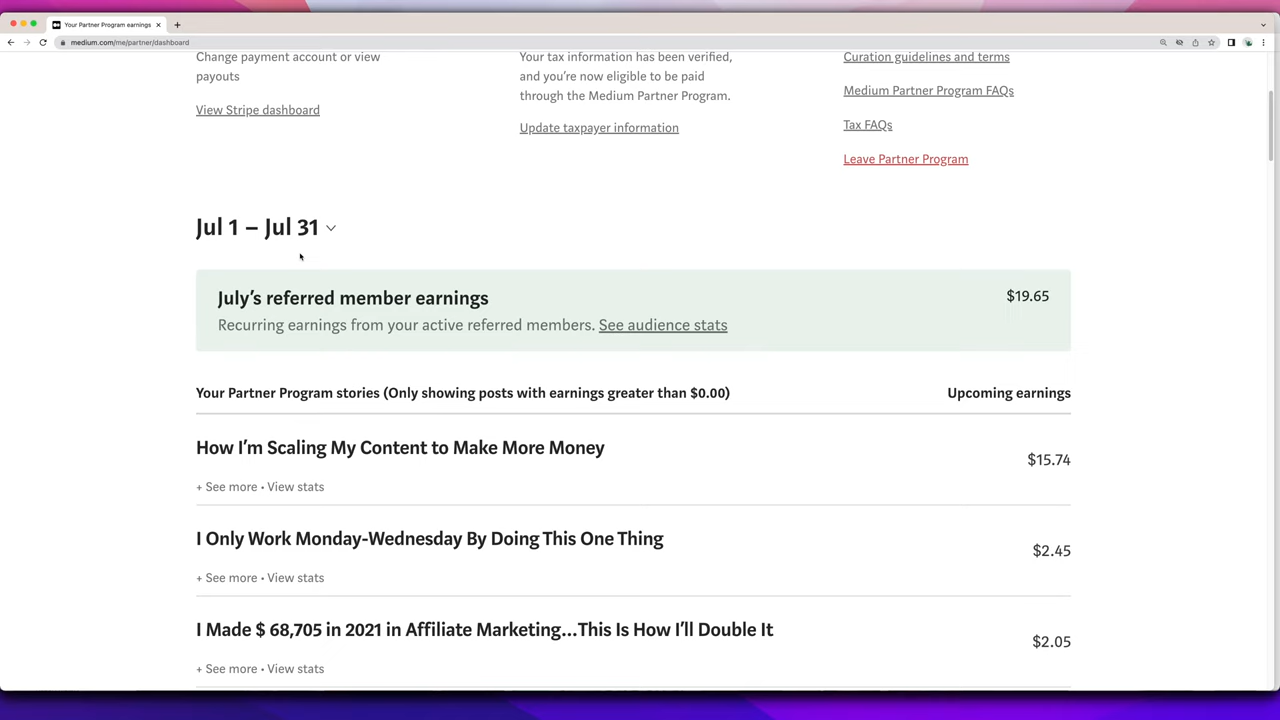 Your Partner Program earnings
medium.com/me/partner/dashboard
Change payment account or view
payouts
View Stripe dashboard
Your tax information has been verified,
and you're now eligible to be paid
through the Medium Partner Program.
Update taxpayer information
Curation guidelines and terms
Medium Partner Program FAQs
Tax FAQs
Leave Partner Program
Jul 1 – Jul 31
July's referred member earnings $19.65
Recurring earnings from your active referred members. See audience stats
Your Partner Program stories (Only showing posts with earnings greater than $0.00) Upcoming earnings
How I'm Scaling My Content to Make More Money
$15.74
+ See more • View stats
I Only Work Monday-Wednesday By Doing This One Thing
$2.45
+ See more • View stats
I Made $ 68,705 in 2021 in Affiliate Marketing...This Is How I'll Double It
$2.05
+ See more • View stats